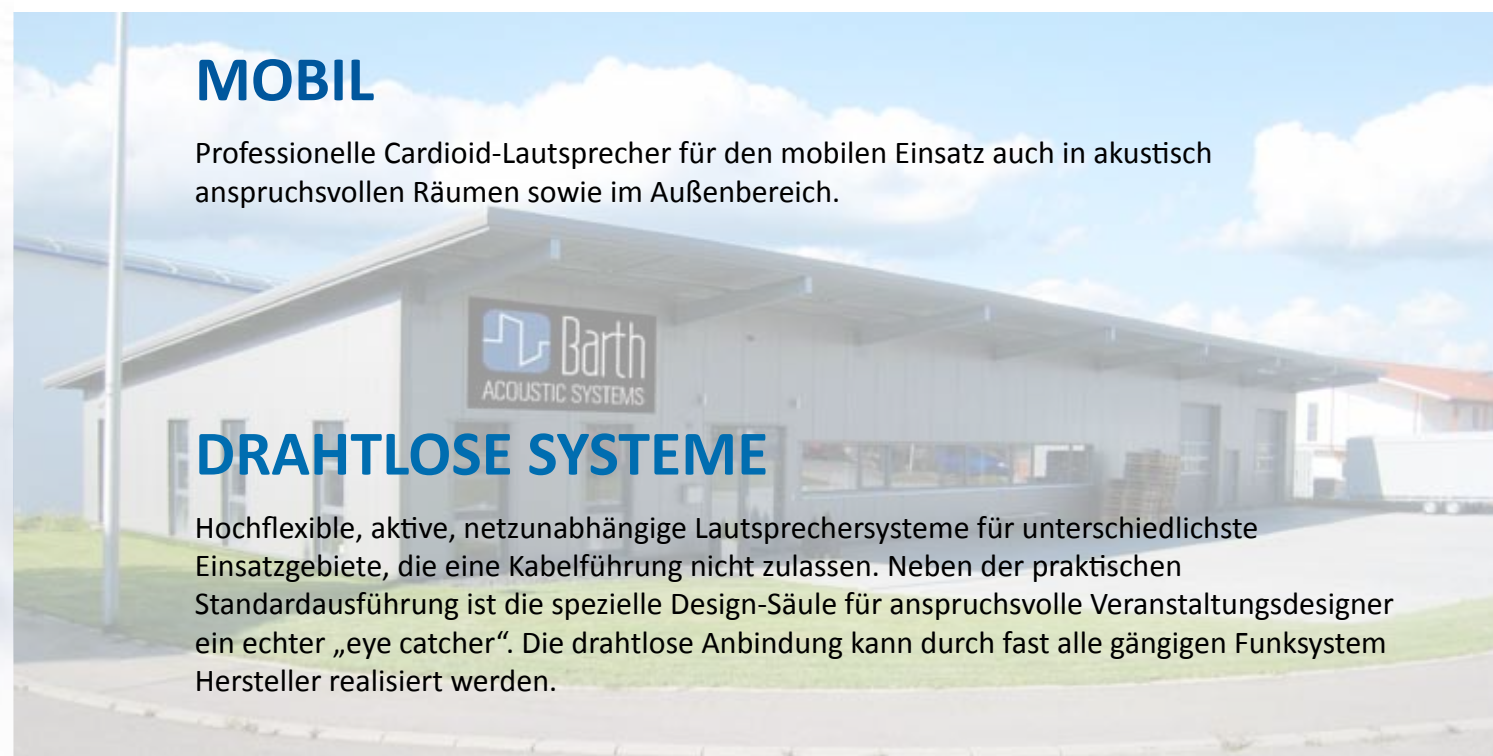 MOBIL
Professionelle Cardioid-Lautsprecher für den mobilen Einsatz auch in akustisch
anspruchsvollen Räumen sowie im Außenbereich.
Barth
ACOUSTIC SYSTEMS
DRAHTLOSE SYSTEME
Hochflexible, aktive, netzunabhängige Lautsprechersysteme für unterschiedlichste
Einsatzgebiete, die eine Kabelführung nicht zulassen. Neben der praktischen
Standardausführung ist die spezielle Design-Säule für anspruchsvolle Veranstaltungsdesigner
ein echter „eye catcher“. Die drahtlose Anbindung kann durch fast alle gängigen Funksystem
Hersteller realisiert werden.